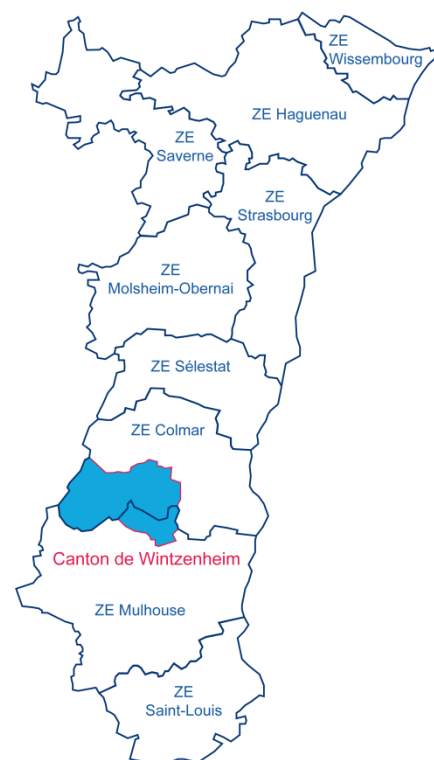 ZE
Wissembourg
ZE Haguenau
ZE
Saverne
ZE
Strasbourg
ZE
Molsheim-Obernai
ZE Sélestat
ZE Colmar
Canton de Wintzenheim
ZE Mulhouse
ZE
Saint-Louis